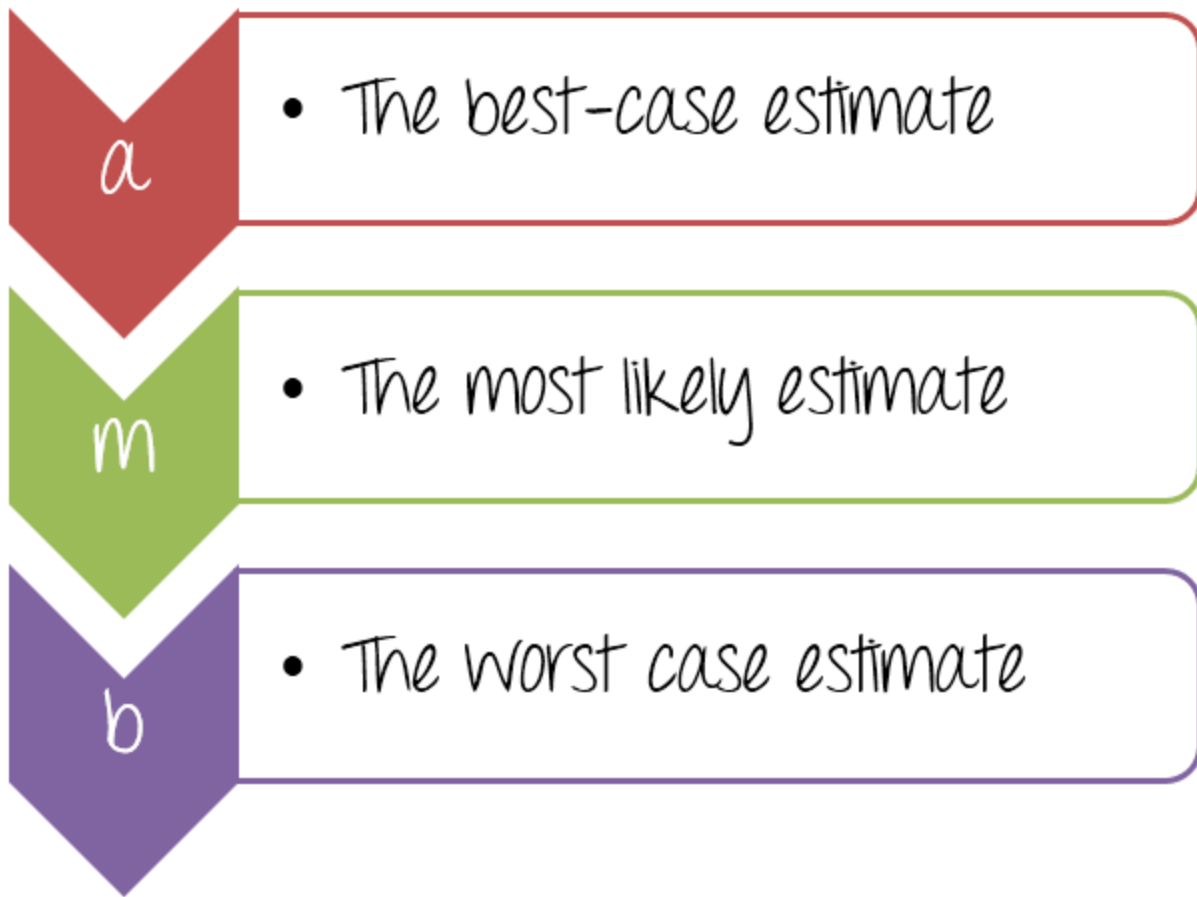 a
• The best-case estimate
m
• The most likely estimate
b
• The worst case estimate